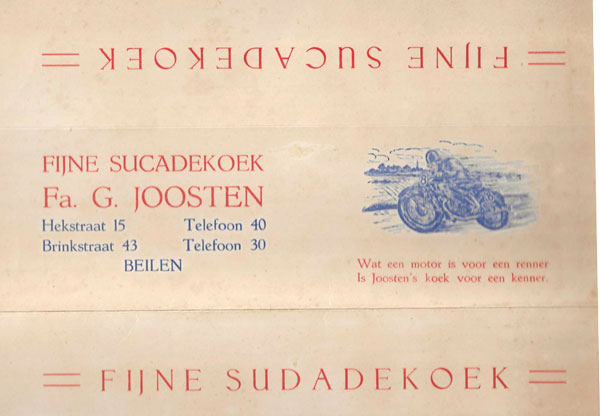 = FIJNE SUCADEKOEK =
FIJNE SUCADEKOEK
Fa. G. JOOSTEN
Hekstraat 15 Telefoon 40
Brinkstraat 43 Telefoon 30
BEILEN
Wat een motor is voor een renner
Is Joosten's koek voor een kenner.
= FIJNE SUDADEKOEK =